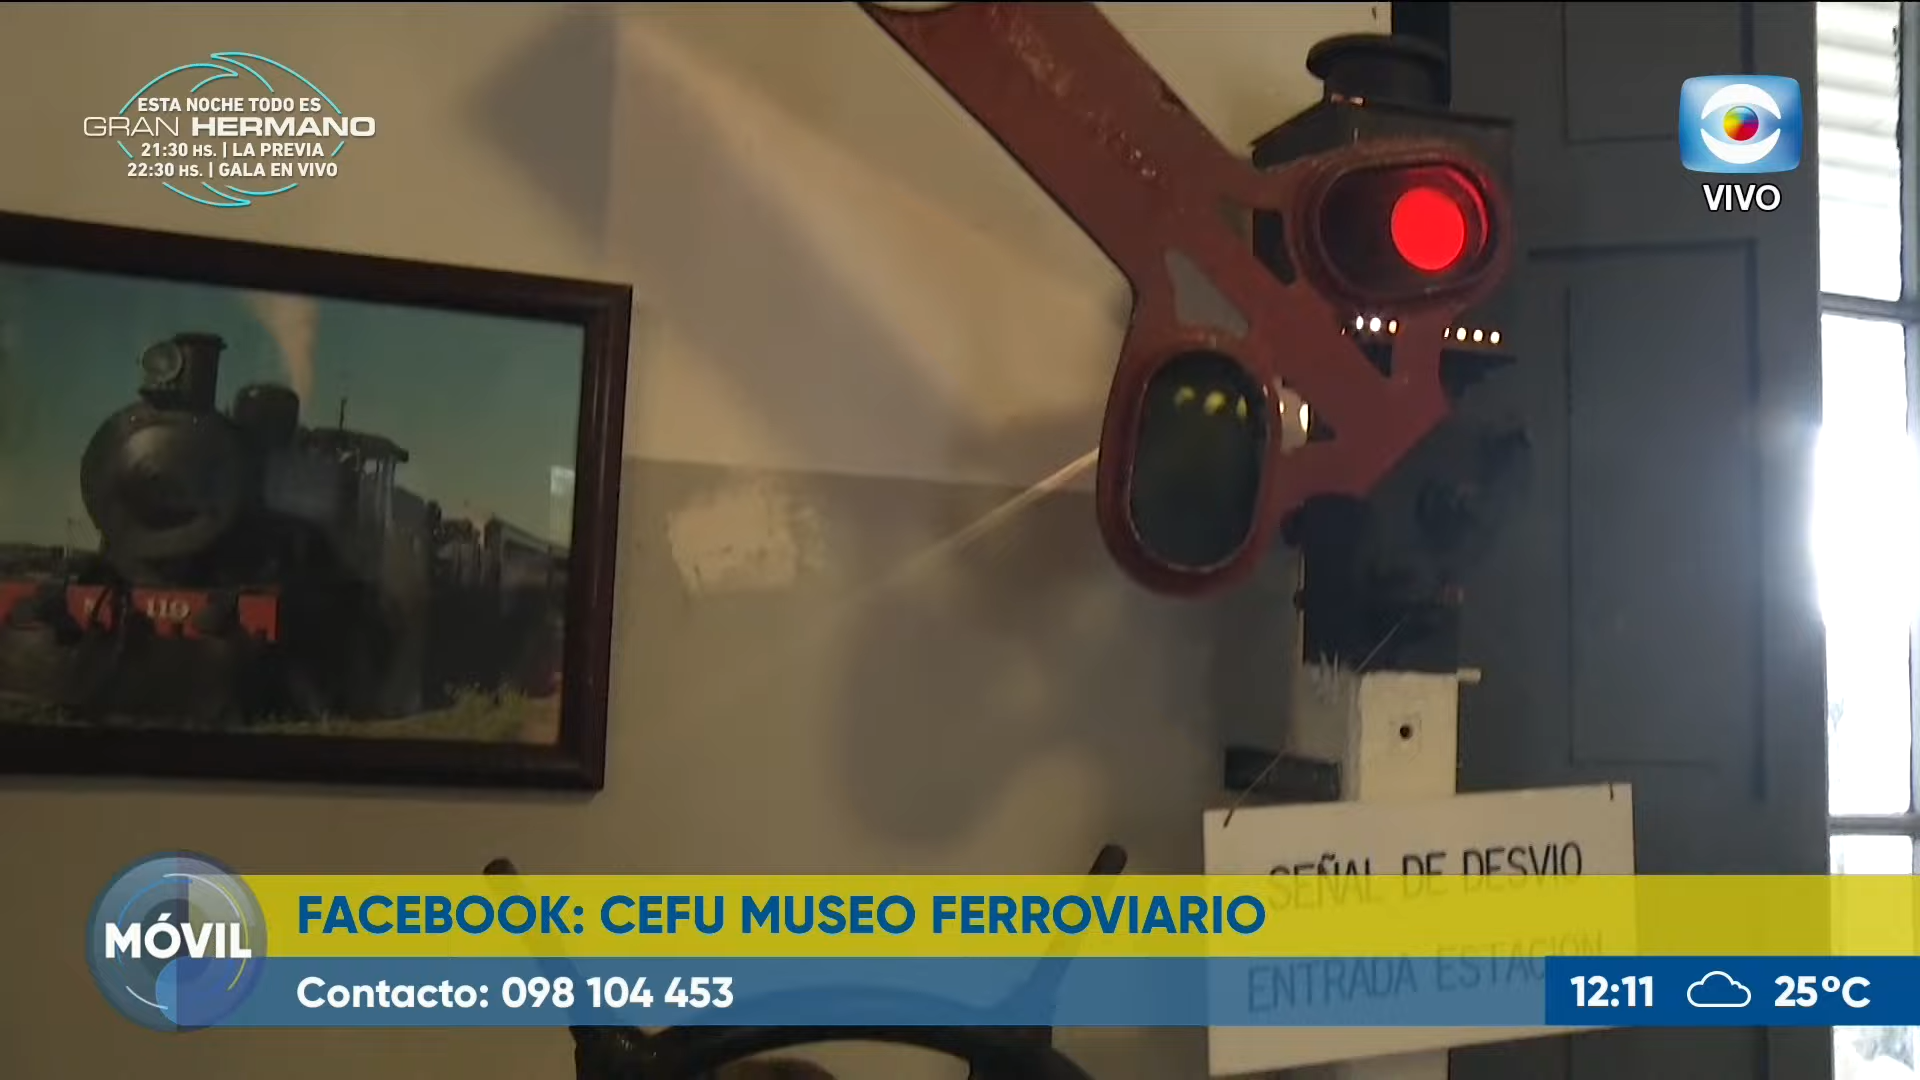 ESTA NOCHE TODO ES
GRAN HERMANO
21:30 HS. | LA PREVIA
22:30 HS. | GALA EN VIVO
VIVO
119
SEÑAL DE DESVIO
ENTRADA ESTACION
MÓVIL
FACEBOOK: CEFU MUSEO FERROVIARIO
Contacto: 098 104 453
12:11
25°C